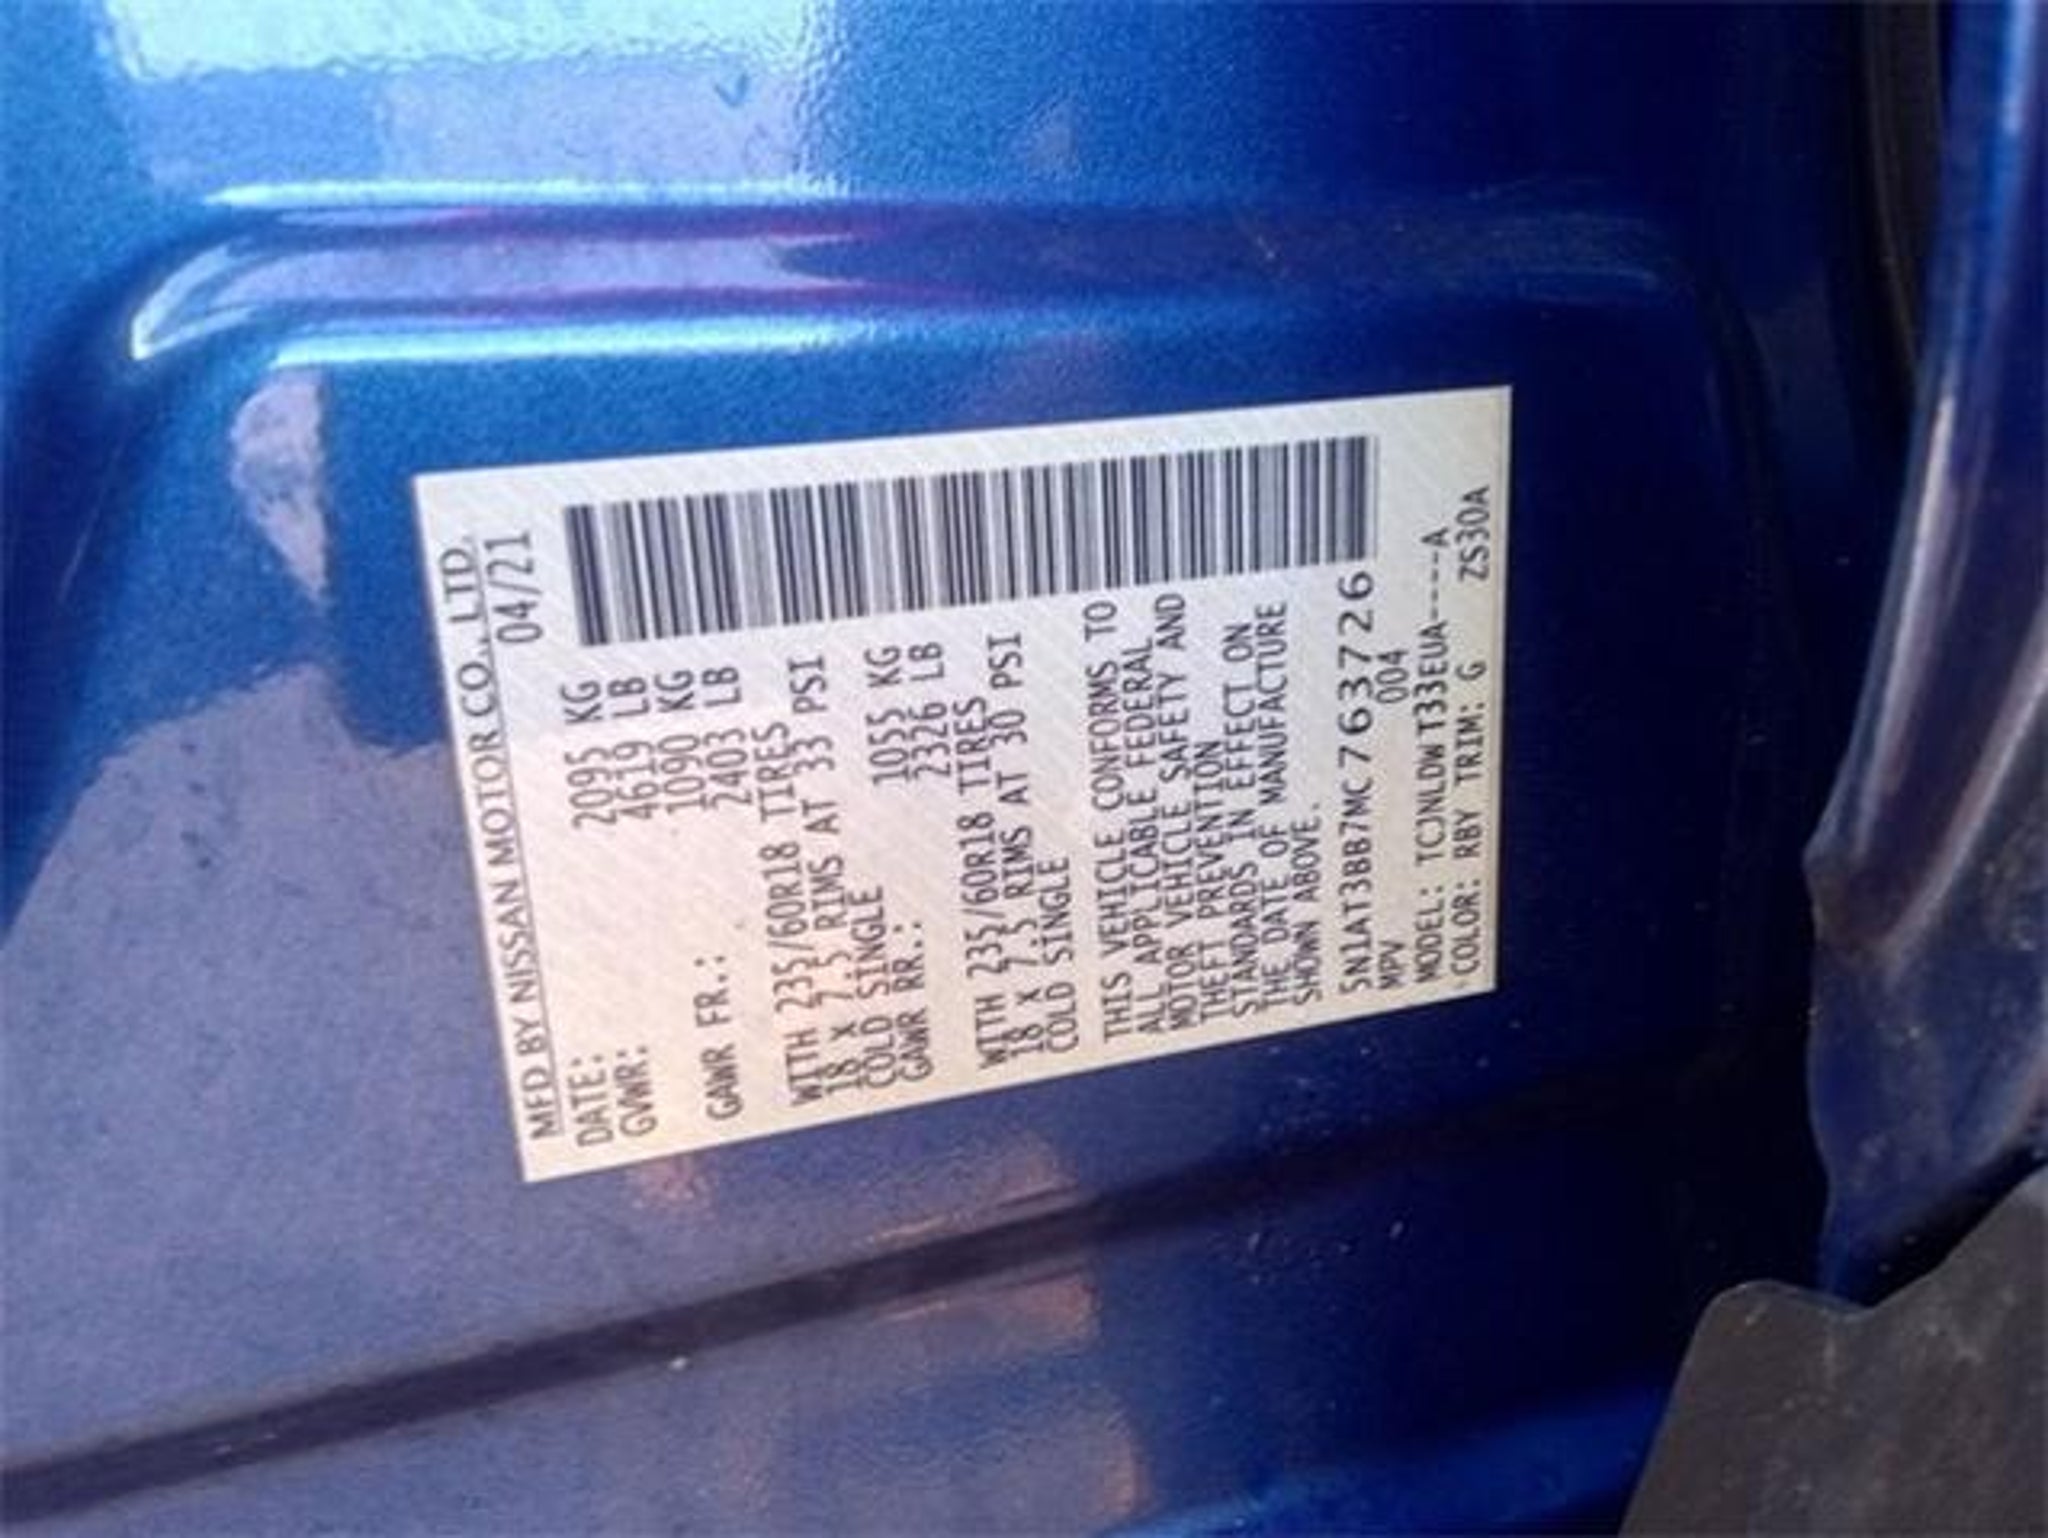 MFD BY NISSAN MOTOR CO., LTD.
DATE: 04/21
GVWR: 2095 KG
4619 LB
GAWR FR.: 1090 KG
2403 LB
WITH 235/60R18 TIRES
18 X 7.5 RIMS AT 33 PSI
COLD SINGLE
GAWR RR.: 1055 KG
2326 LB
WITH 235/60R18 TIRES
18 X 7.5 RIMS AT 30 PSI
COLD SINGLE
THIS VEHICLE CONFORMS TO
ALL APPLICABLE FEDERAL
MOTOR VEHICLE SAFETY AND
THEFT PREVENTION
STANDARDS IN EFFECT ON
THE DATE OF MANUFACTURE
SHOWN ABOVE.
5N1AT3BB7MC763726
MPV 004
MODEL: TCJNLDWT33EUA----A
COLOR: RBY TRIM: G ZS30A